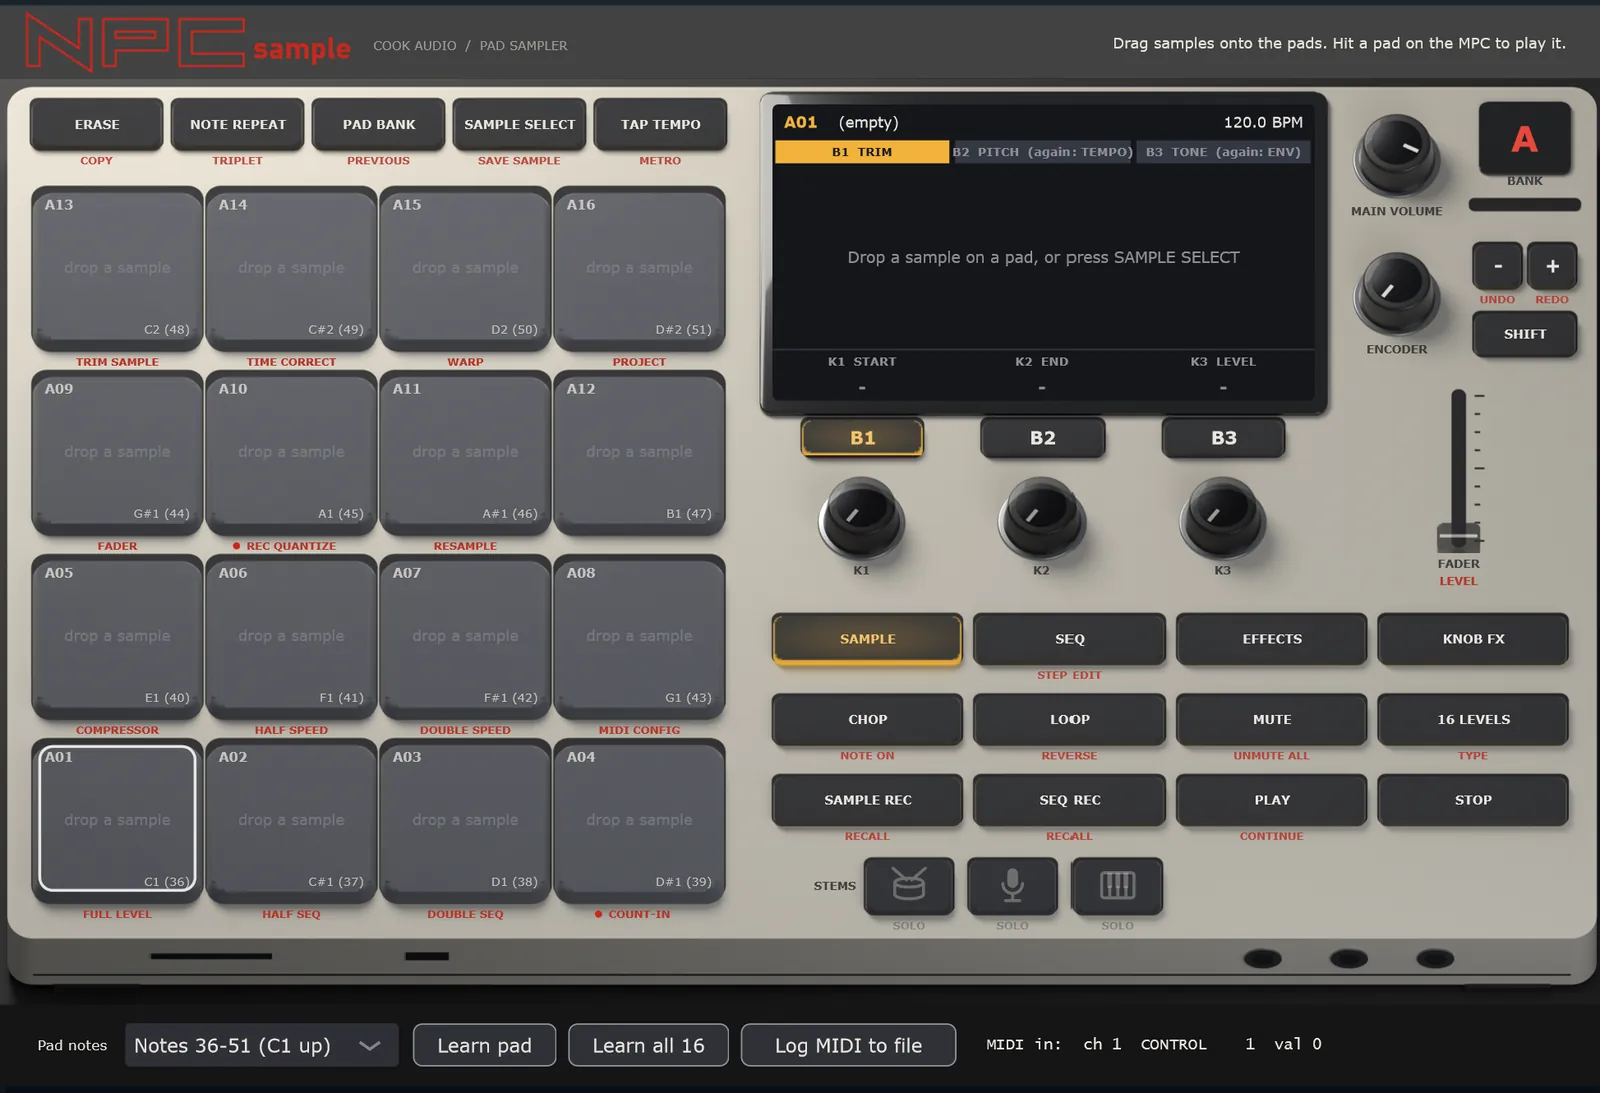 NPC sample COOK AUDIO / PAD SAMPLER
Drag samples onto the pads. Hit a pad on the MPC to play it.
ERASE NOTE REPEAT PAD BANK SAMPLE SELECT TAP TEMPO
COPY TRIPLET PREVIOUS SAVE SAMPLE METRO
A13 A14 A15 A16
drop a sample drop a sample drop a sample drop a sample
C2 (48) C#2 (49) D2 (50) D#2 (51)
TRIM SAMPLE TIME CORRECT WARP PROJECT
A09 A10 A11 A12
drop a sample drop a sample drop a sample drop a sample
G#1 (44) A1 (45) A#1 (46) B1 (47)
FADER REC QUANTIZE RESAMPLE
A05 A06 A07 A08
drop a sample drop a sample drop a sample drop a sample
E1 (40) F1 (41) F#1 (42) G1 (43)
COMPRESSOR HALF SPEED DOUBLE SPEED MIDI CONFIG
A01 A02 A03 A04
drop a sample drop a sample drop a sample drop a sample
C1 (36) C#1 (37) D1 (38) D#1 (39)
FULL LEVEL HALF SEQ DOUBLE SEQ COUNT-IN
A01 (empty) 120.0 BPM
B1 TRIM B2 PITCH (again: TEMPO) B3 TONE (again: ENV)
Drop a sample on a pad, or press SAMPLE SELECT
K1 START K2 END K3 LEVEL
- - -
B1 B2 B3
K1 K2 K3
MAIN VOLUME
A
BANK
ENCODER
- +
UNDO REDO
SHIFT
FADER
LEVEL
SAMPLE SEQ EFFECTS KNOB FX
STEP EDIT
CHOP LOOP MUTE 16 LEVELS
NOTE ON REVERSE UNMUTE ALL TYPE
SAMPLE REC SEQ REC PLAY STOP
RECALL RECALL CONTINUE
STEMS
SOLO SOLO SOLO
Pad notes Notes 36-51 (C1 up) Learn pad Learn all 16 Log MIDI to file MIDI in: ch 1 CONTROL 1 val 0